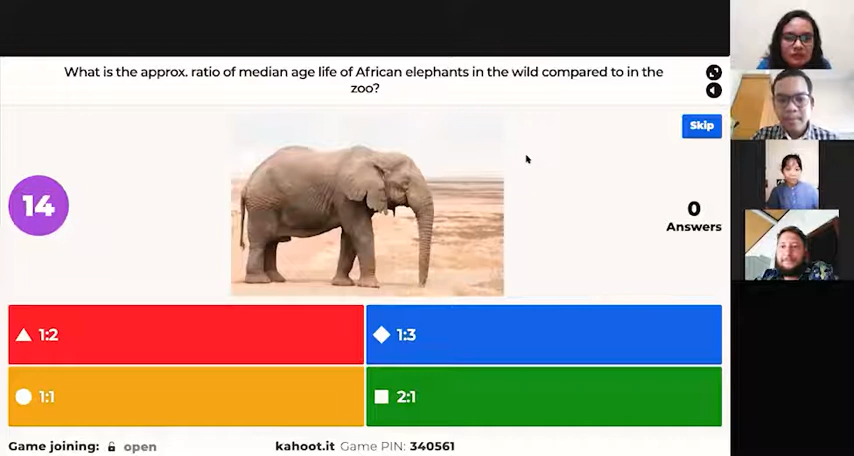 What is the approx. ratio of median age life of African elephants in the wild compared to in the
zoo?
Skip
14
0
Answers
1:2
1:3
1:1
2:1
Game joining: open kahoot.it Game PIN: 340561